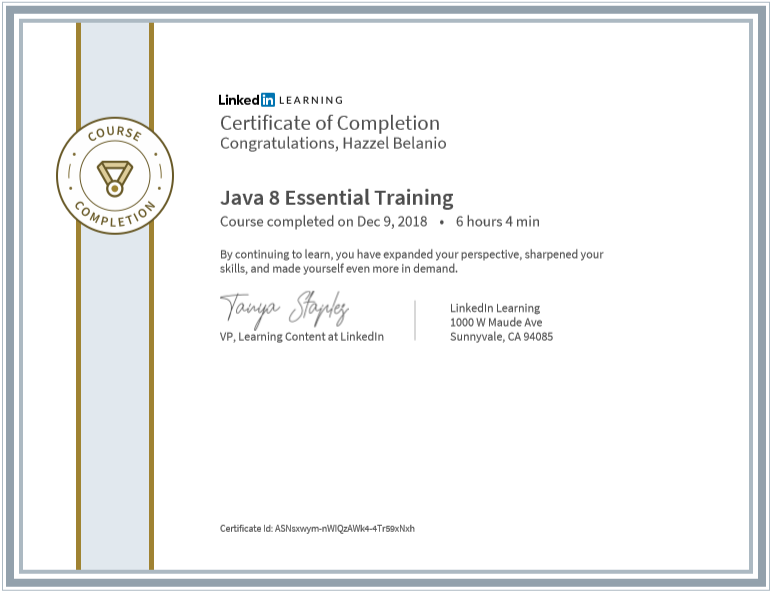 COURSE
COMPLETION
Linkedin LEARNING
Certificate of Completion
Congratulations, Hazzel Belanio
Java 8 Essential Training
Course completed on Dec 9, 2018 • 6 hours 4 min
By continuing to learn, you have expanded your perspective, sharpened your
skills, and made yourself even more in demand.
Tanya Staples
VP, Learning Content at LinkedIn
LinkedIn Learning
1000 W Maude Ave
Sunnyvale, CA 94085
Certificate Id: ASNsxwym-nWIQzAWk4-4Tr59xNxh